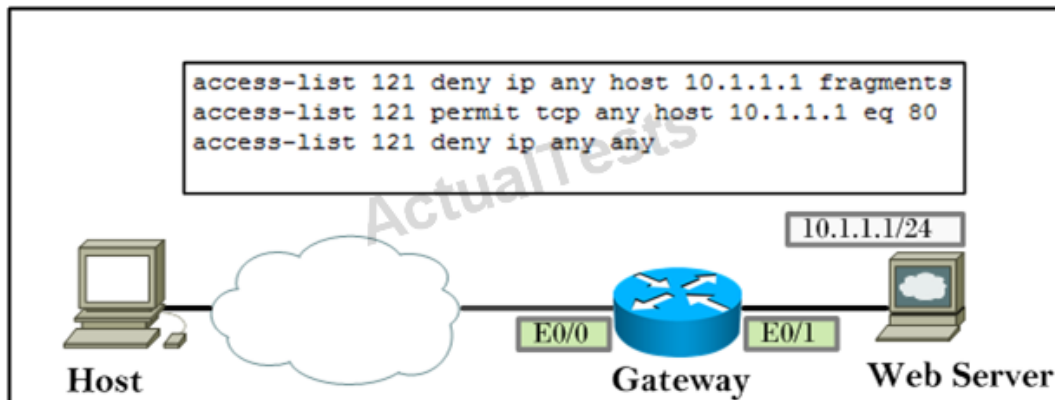 access-list 121 deny ip any host 10.1.1.1 fragments
access-list 121 permit tcp any host 10.1.1.1 eq 80
access-list 121 deny ip any any
ActualTests
10.1.1.1/24
E0/0
E0/1
Host
Gateway
Web Server